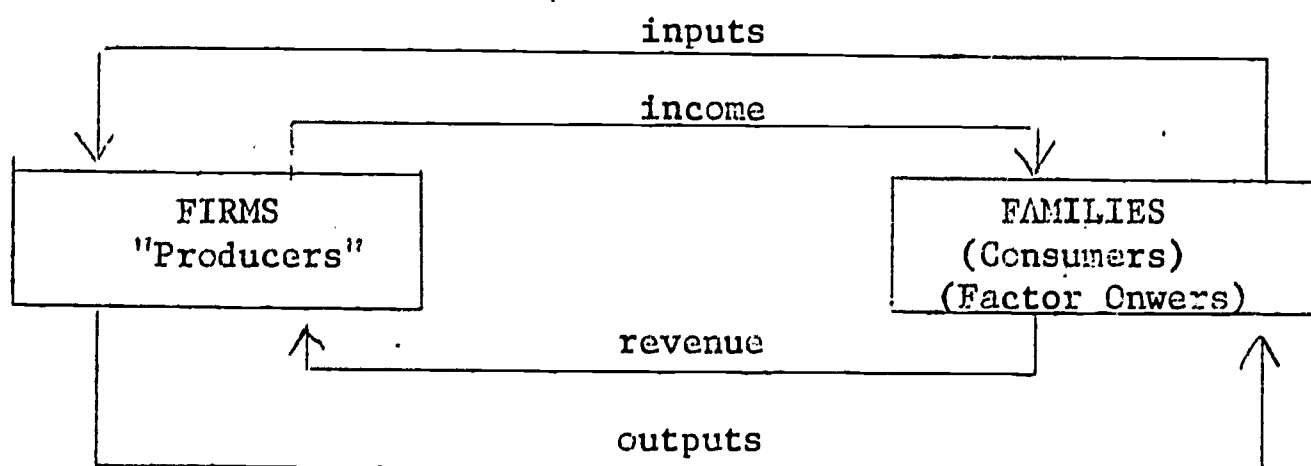 inputs
income
FIRMS
"Producers"
FAMILIES
(Consumers)
(Factor Onwers)
revenue
outputs